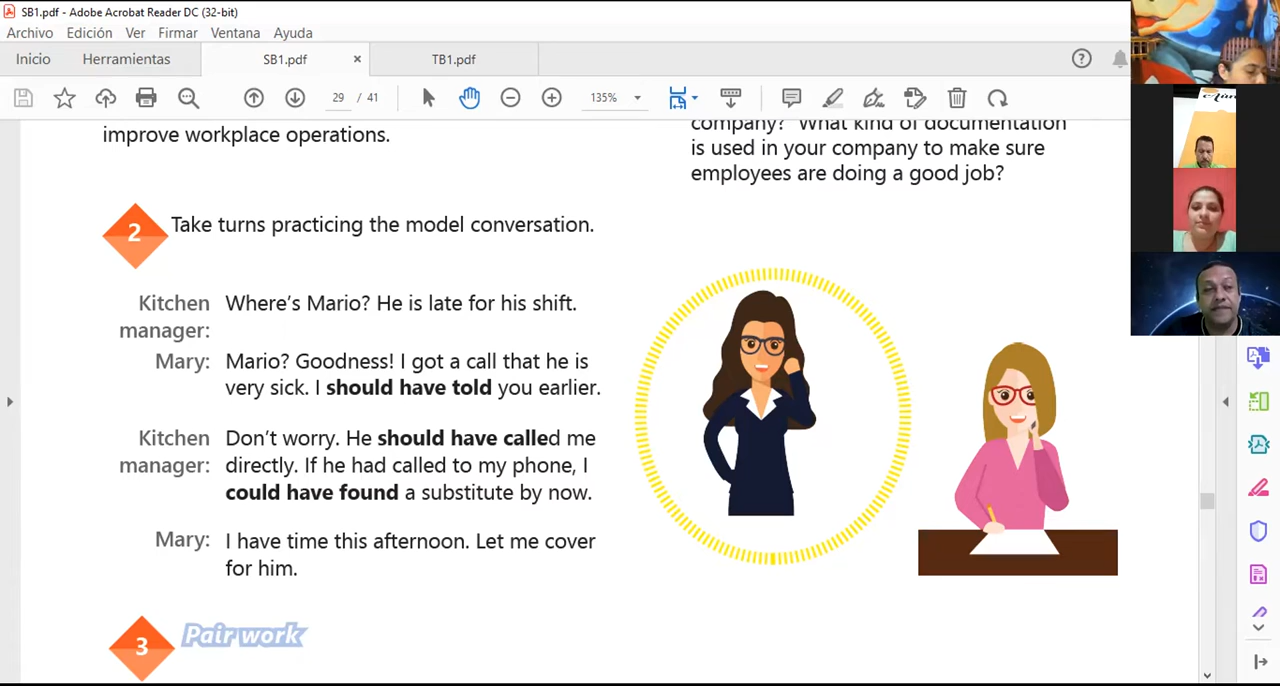 SB1.pdf - Adobe Acrobat Reader DC (32-bit)
Archivo Edición Ver Firmar Ventana Ayuda
Inicio Herramientas SB1.pdf × TB1.pdf
29 / 41 135%
improve workplace operations.
company? What kind of documentation
is used in your company to make sure
employees are doing a good job?
2 Take turns practicing the model conversation.
Kitchen manager: Where's Mario? He is late for his shift.
Mary: Mario? Goodness! I got a call that he is
very sick. I should have told you earlier.
Kitchen manager: Don't worry. He should have called me
directly. If he had called to my phone, I
could have found a substitute by now.
Mary: I have time this afternoon. Let me cover
for him.
3 Pair work